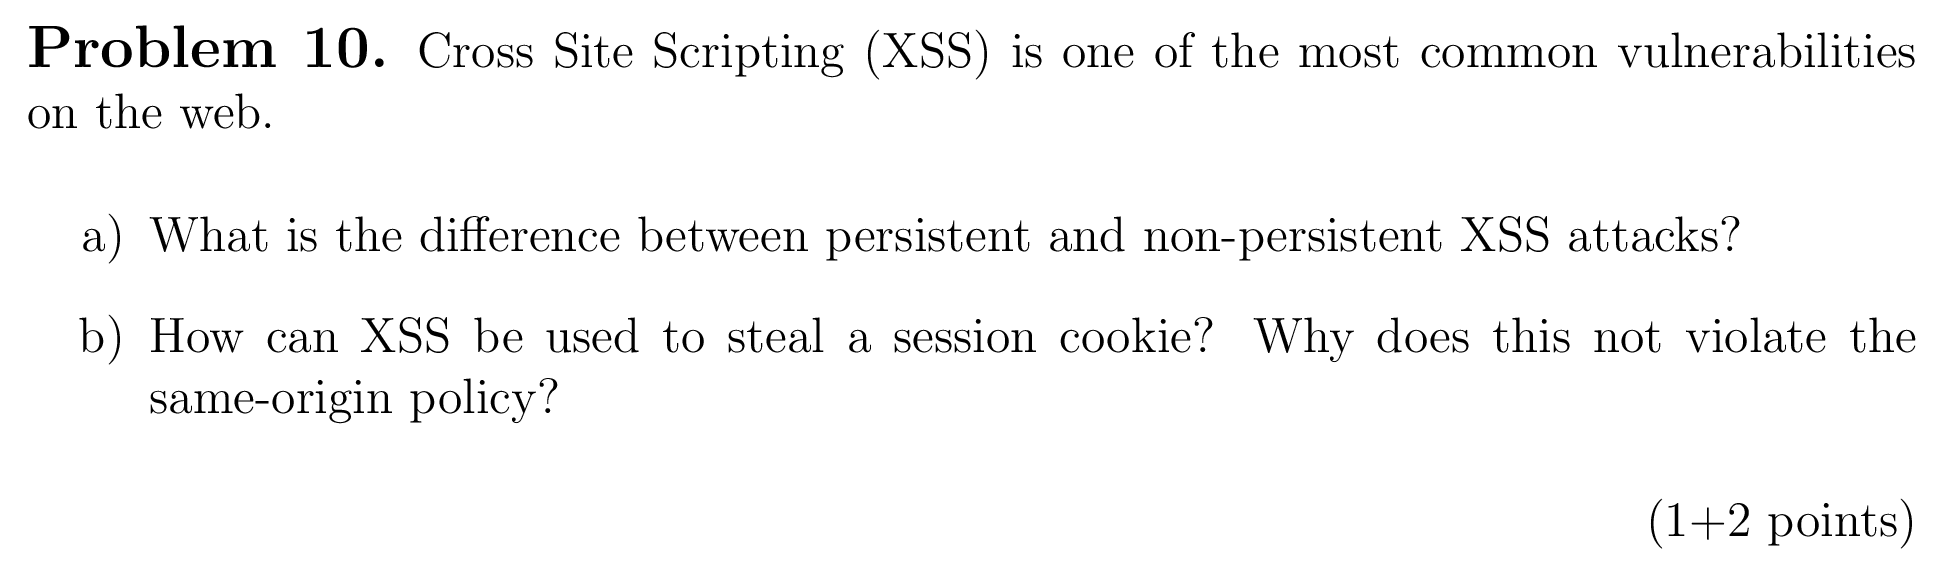 Problem 10. Cross Site Scripting (XSS) is one of the most common vulnerabilities
on the web.
a) What is the difference between persistent and non-persistent XSS attacks?
b) How can XSS be used to steal a session cookie? Why does this not violate the
same-origin policy?
(1+2 points)